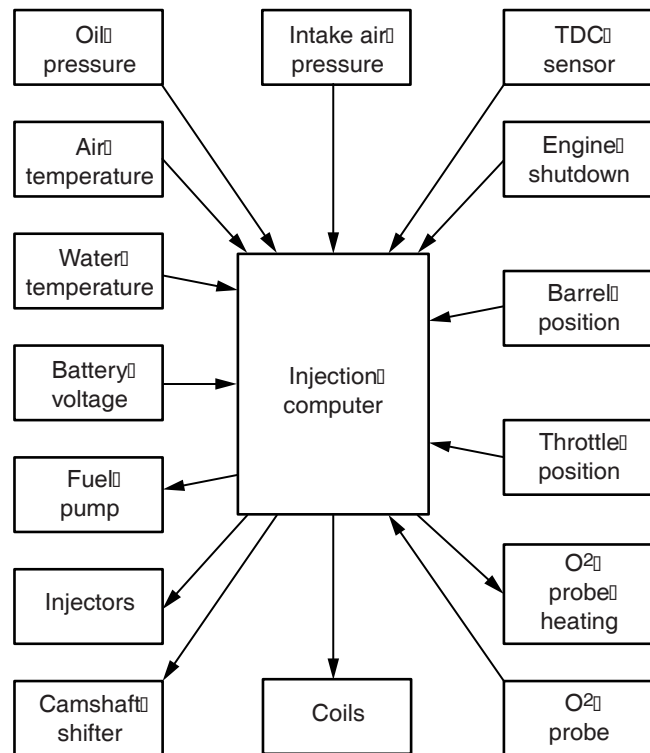 Oil
pressure
Intake air
pressure
TDC
sensor
Air
temperature
Engine
shutdown
Water
temperature
Barrel
position
Battery
voltage
Injection
computer
Throttle
position
Fuel
pump
Injectors
O²
probe
heating
Camshaft
shifter
Coils
O²
probe